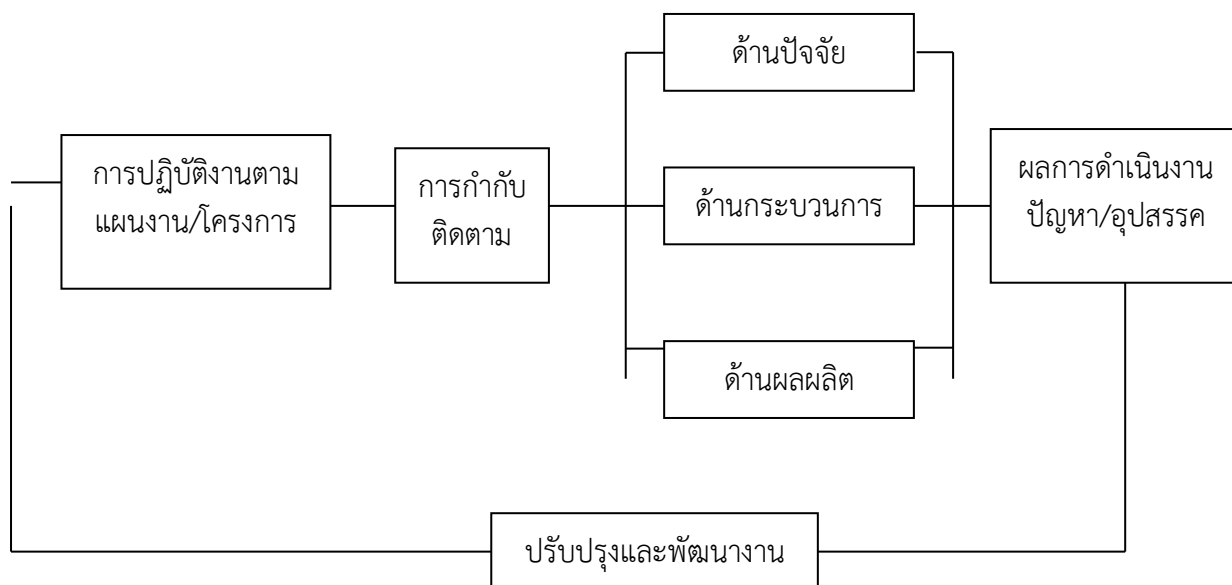 ด้านปัจจัย
การปฏิบัติงานตาม
แผนงาน/โครงการ
การกำกับ
ติดตาม
ด้านกระบวนการ
ผลการดำเนินงาน
ปัญหา/อุปสรรค
ด้านผลผลิต
ปรับปรุงและพัฒนางาน